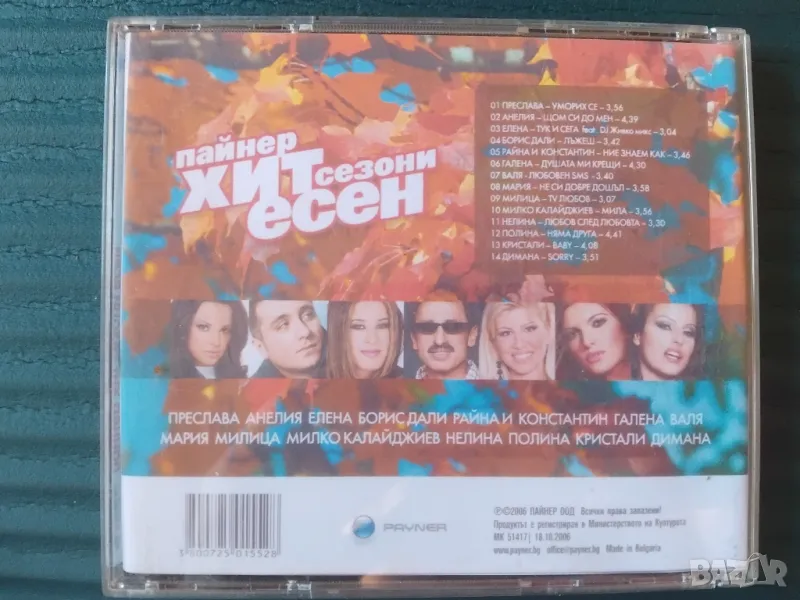 пайнер
ХИТ сезони
есен
01 ПРЕСЛАВА – УМОРИХ СЕ – 3,56
02 АНЕЛИЯ – ЩОМ СИ ДО МЕН – 4,39
03 ЕЛЕНА – ТУК И СЕГА feat. DJ Живко микс – 3,04
04 БОРИС ДАЛИ – ЛЪЖЕШ – 3,42
05 РАЙНА И КОНСТАНТИН – НИЕ ЗНАЕМ КАК – 3,46
06 ГАЛЕНА – ДУШАТА МИ КРЕЩИ – 4,30
07 ВАЛЯ - ЛЮБОВЕН SMS – 3,40
08 МАРИЯ – НЕ СИ ДОБРЕ ДОШЪЛ – 3,58
09 МИЛИЦА – TV ЛЮБОВ – 3,07
10 МИЛКО КАЛАЙДЖИЕВ – МИЛА – 3,56
11 НЕЛИНА – ЛЮБОВ СЛЕД ЛЮБОВТА – 3,30
12 ПОЛИНА – НЯМА ДРУГА – 4,41
13 КРИСТАЛИ – BABY – 4,08
14 ДИМАНА – SORRY – 3,51
ПРЕСЛАВА АНЕЛИЯ ЕЛЕНА БОРИС ДАЛИ РАЙНА И КОНСТАНТИН ГАЛЕНА ВАЛЯ
МАРИЯ МИЛИЦА МИЛКО КАЛАЙДЖИЕВ НЕЛИНА ПОЛИНА КРИСТАЛИ ДИМАНА
3 800725 015528
PAYNER
℗©2006 ПАЙНЕР ООД Всички права запазени!
Продуктът е регистриран в Министерството на Културата
МК 51417 | 18.10.2006
www.payner.bg office@payner.bg Made in Bulgaria
BAZAR